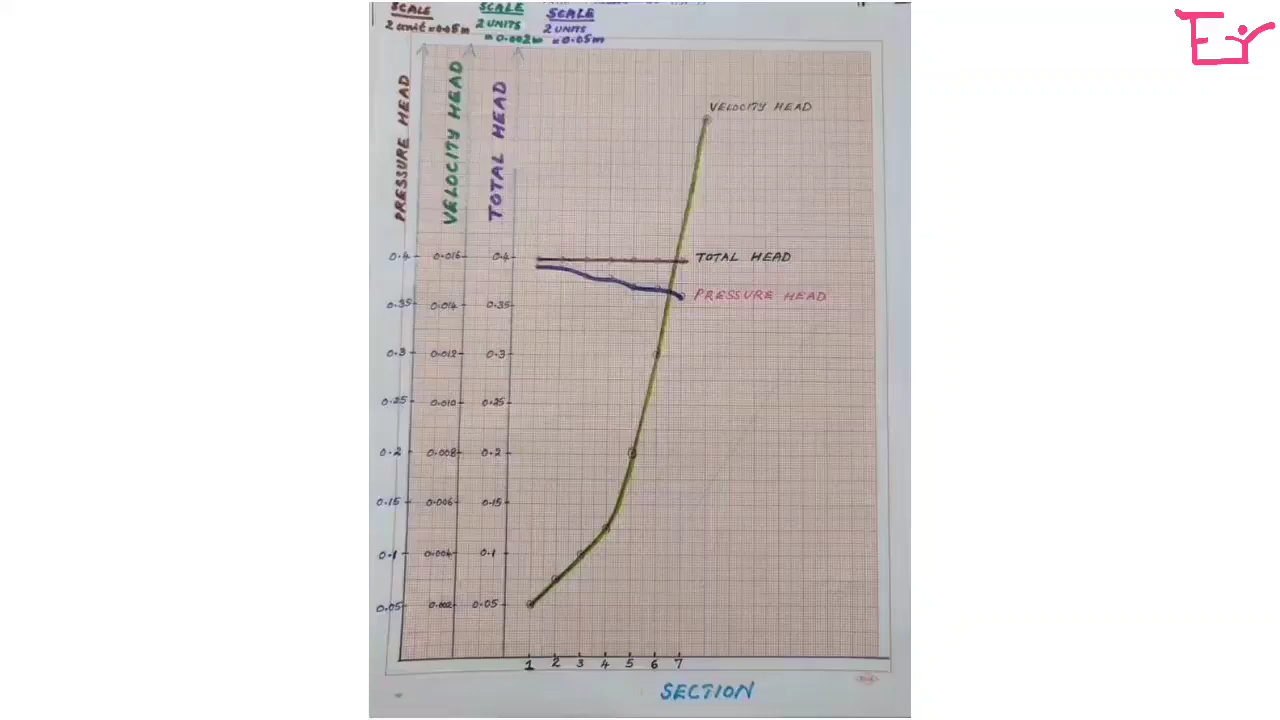 SCALE
2 unit = 0.05m
SCALE
2 UNITS
= 0.002m
SCALE
2 UNITS
= 0.05m
PRESSURE HEAD
VELOCITY HEAD
TOTAL HEAD
VELOCITY HEAD
TOTAL HEAD
PRESSURE HEAD
0.4 0.016 0.4
0.35 0.014 0.35
0.3 0.012 0.3
0.25 0.010 0.25
0.2 0.008 0.2
0.15 0.006 0.15
0.1 0.004 0.1
0.05 0.002 0.05
1 2 3 4 5 6 7
SECTION